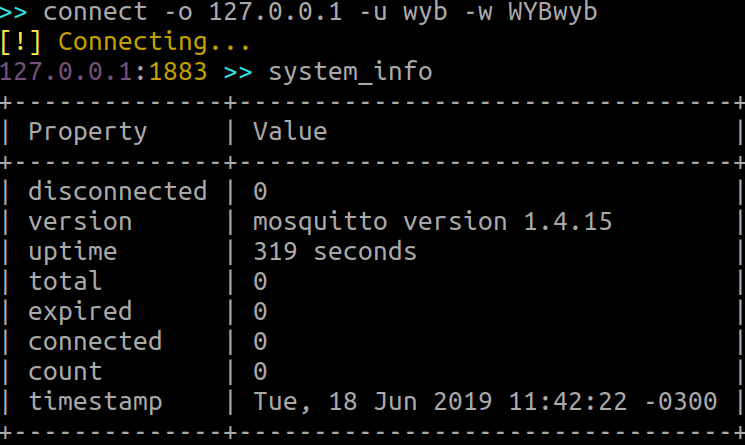 >> connect -o 127.0.0.1 -u wyb -w WYBwyb
[!] Connecting...
127.0.0.1:1883 >> system_info
+--------------+---------------------------------+
| Property     | Value                           |
+--------------+---------------------------------+
| disconnected | 0                               |
| version      | mosquitto version 1.4.15        |
| uptime       | 319 seconds                     |
| total        | 0                               |
| expired      | 0                               |
| connected    | 0                               |
| count        | 0                               |
| timestamp    | Tue, 18 Jun 2019 11:42:22 -0300 |
+--------------+---------------------------------+